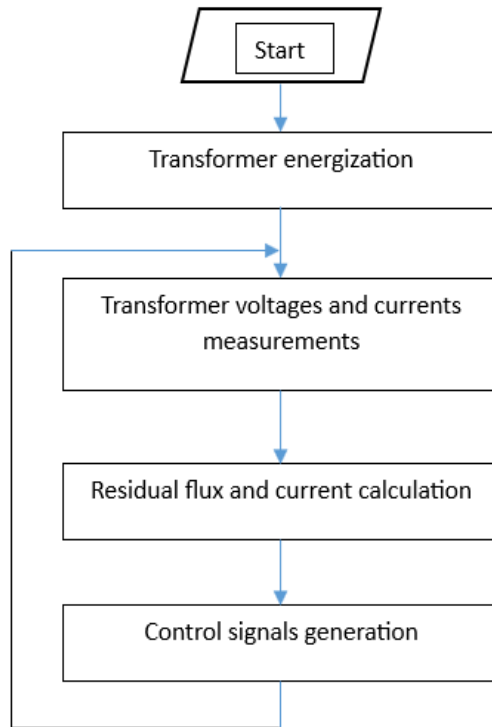 Start
Transformer energization
Transformer voltages and currents
measurements
Residual flux and current calculation
Control signals generation